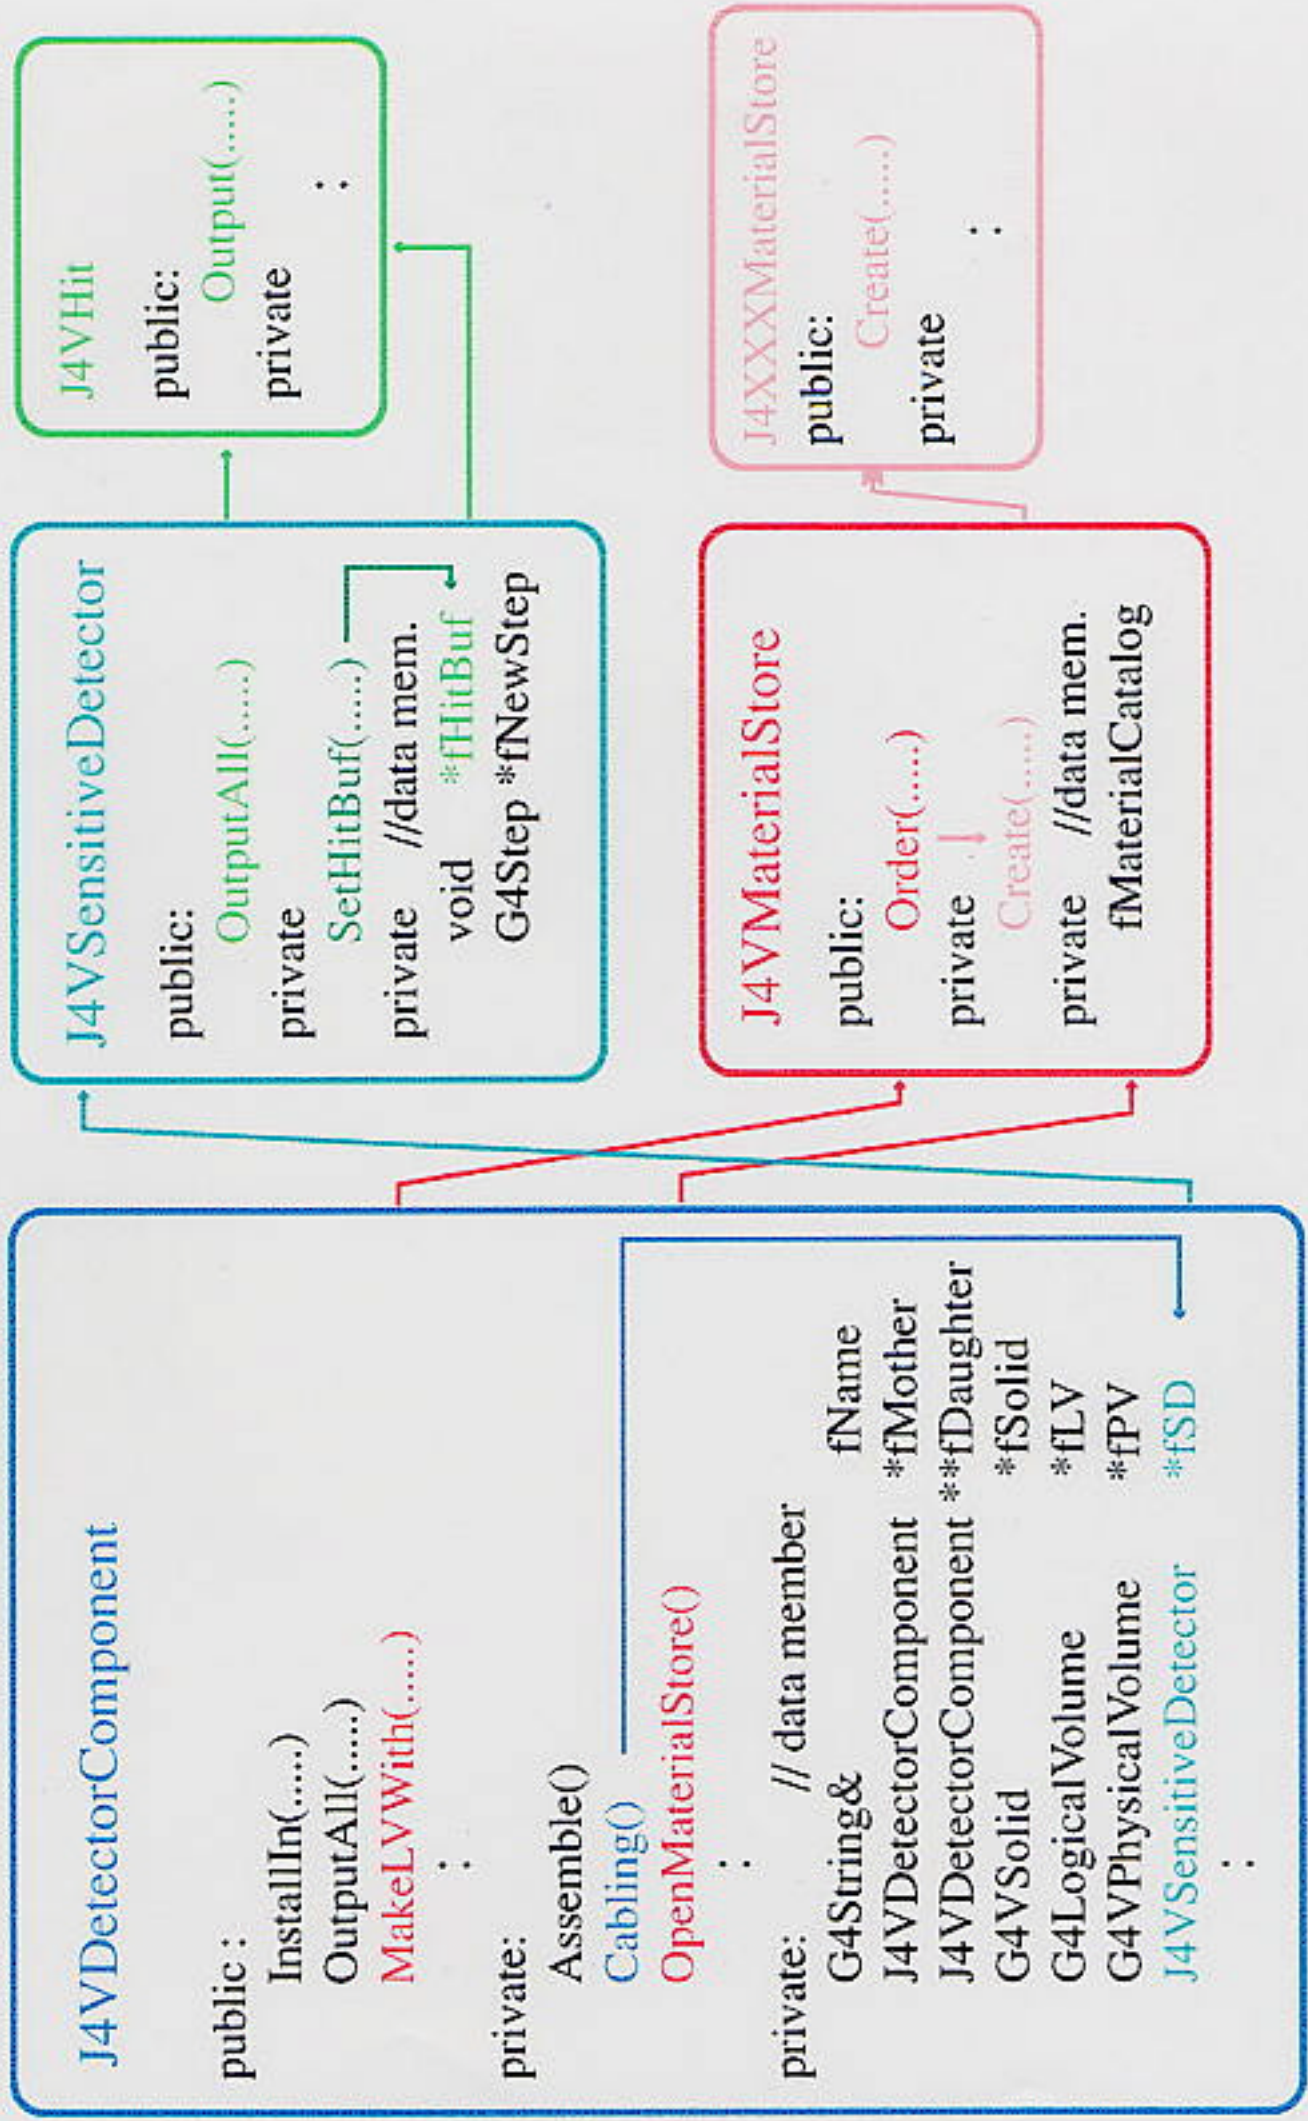 J4VDetectorComponent
public :
InstallIn(.....)
OutputAll(.....)
MakeLVWith(.....)
:
private:
Assemble()
Cabling()
OpenMaterialStore()
:
private: // data member
G4String& fName
J4VDetectorComponent *fMother
J4VDetectorComponent **fDaughter
G4VSolid *fSolid
G4LogicalVolume *fLV
G4VPhysicalVolume *fPV
J4VSensitiveDetector *fSD
:
J4VSensitiveDetector
public:
OutputAll(.....)
private
SetHitBuf(.....)
private //data mem.
void *fHitBuf
G4Step *fNewStep
J4VHit
public:
Output(.....)
private
:
J4VMaterialStore
public:
Order(.....)
private
Create(.....)
private //data mem.
fMaterialCatalog
J4XXXMaterialStore
public:
Create(.....)
private
: